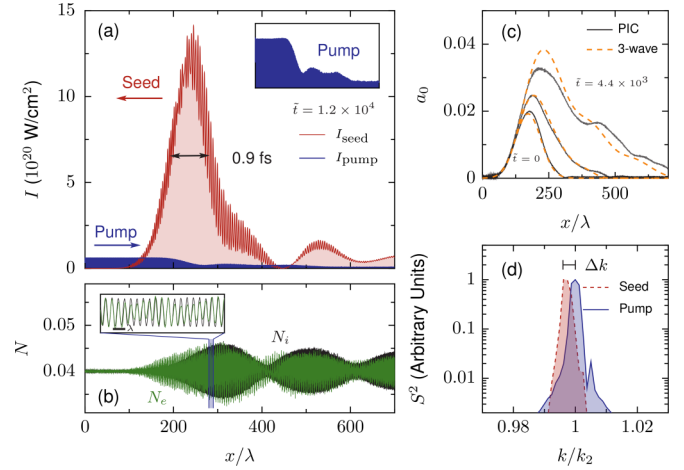 (a)
Pump
Seed
t̃ = 1.2 × 10⁴
I_seed
I_pump
0.9 fs
Pump
I (10²⁰ W/cm²)
15
10
5
0
(b)
λ
N_i
N_e
N
0.05
0.04
0 200 400 600
x/λ
(c)
PIC
3-wave
t̃ = 4.4 × 10³
t̃ = 0
a₀
0.04
0.02
0
0 250 500
x/λ
(d)
Δk
Seed
Pump
S² (Arbitrary Units)
1
0.1
0.01
0.98 1 1.02
k/k₂